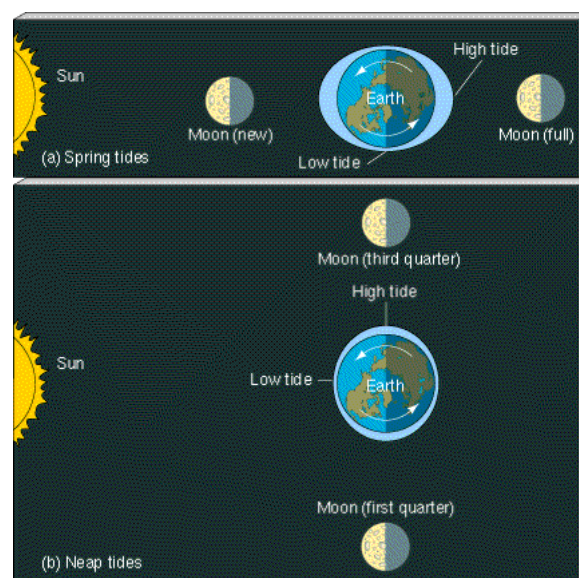 High tide
Sun
Earth
Moon (new)
Moon (full)
(a) Spring tides
Low tide
Moon (third quarter)
High tide
Sun
Low tide
Earth
Moon (first quarter)
(b) Neap tides